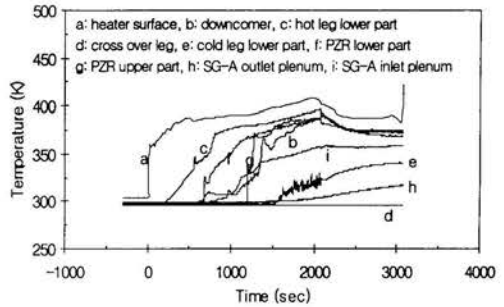 a: heater surface, b: downcorner, c: hot leg lower part
d: cross over leg, e: cold leg lower part, f: PZR lower part
g: PZR upper part, h: SG-A outlet plenum, i: SG-A inlet plenum
450
400
350
300
250
Temperature (K)
a
c
f
g
b
i
e
h
d
-1000
0
1000
2000
3000
4000
Time (sec)